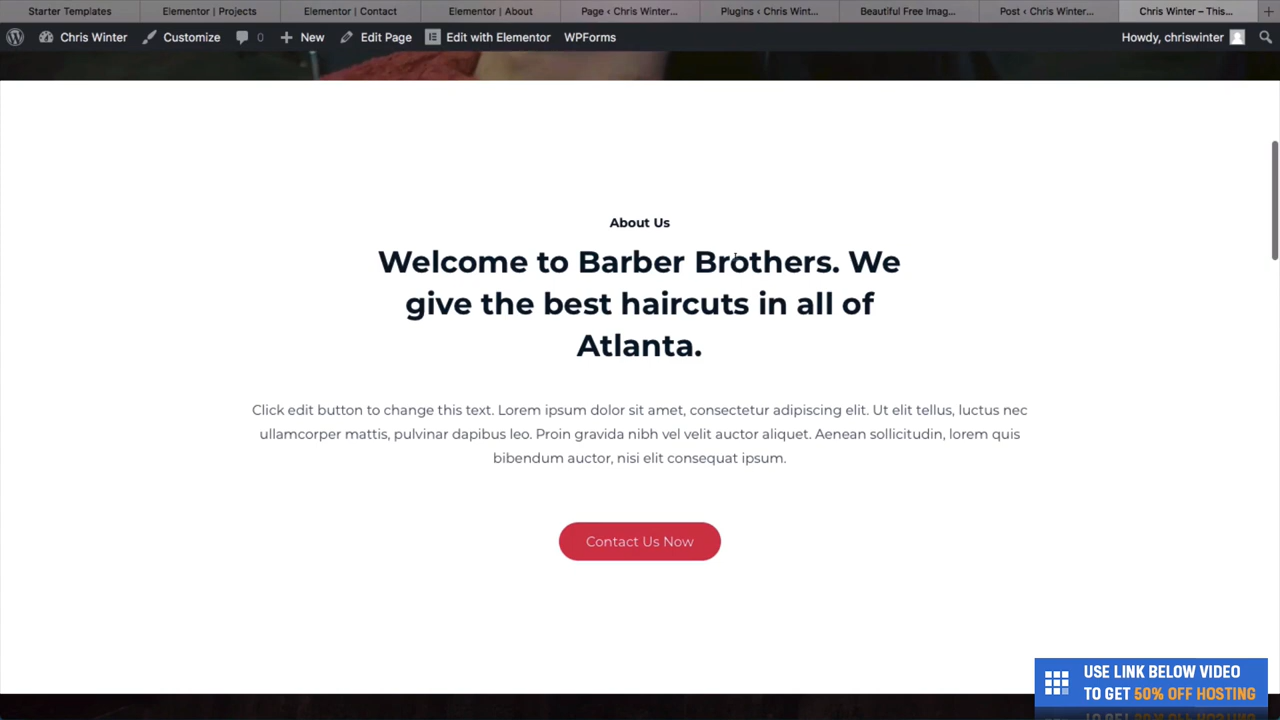 Starter Templates
Elementor | Projects
Elementor | Contact
Elementor | About
Page ‹ Chris Winter...
Plugins ‹ Chris Wint...
Beautiful Free Imag...
Post ‹ Chris Winter...
Chris Winter – This...
Chris Winter
Customize
0
New
Edit Page
Edit with Elementor
WPForms
Howdy, chriswinter
About Us
Welcome to Barber Brothers. We
give the best haircuts in all of
Atlanta.
Click edit button to change this text. Lorem ipsum dolor sit amet, consectetur adipiscing elit. Ut elit tellus, luctus nec
ullamcorper mattis, pulvinar dapibus leo. Proin gravida nibh vel velit auctor aliquet. Aenean sollicitudin, lorem quis
bibendum auctor, nisi elit consequat ipsum.
Contact Us Now
USE LINK BELOW VIDEO
TO GET 50% OFF HOSTING